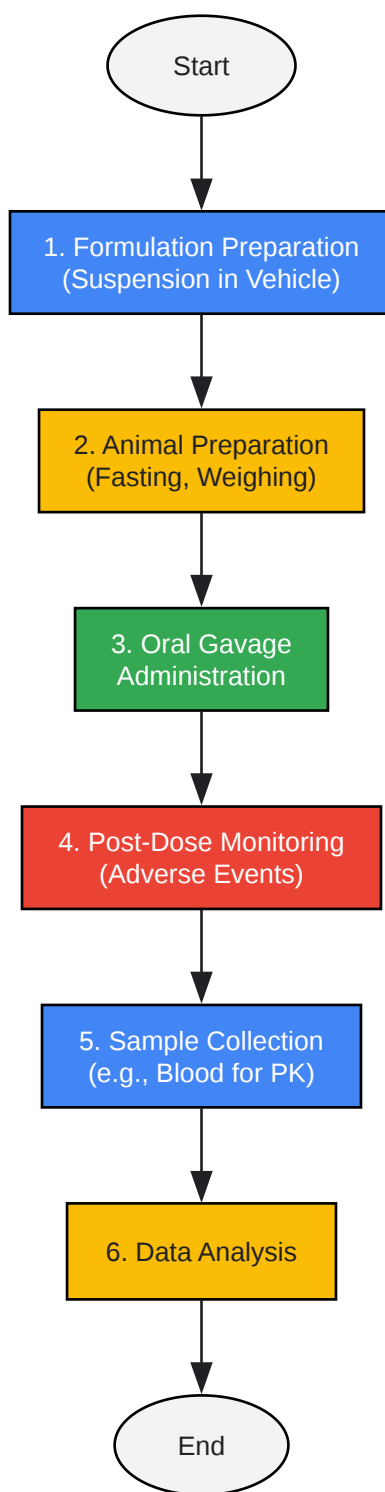 Start
1. Formulation Preparation
(Suspension in Vehicle)
2. Animal Preparation
(Fasting, Weighing)
3. Oral Gavage
Administration
4. Post-Dose Monitoring
(Adverse Events)
5. Sample Collection
(e.g., Blood for PK)
6. Data Analysis
End